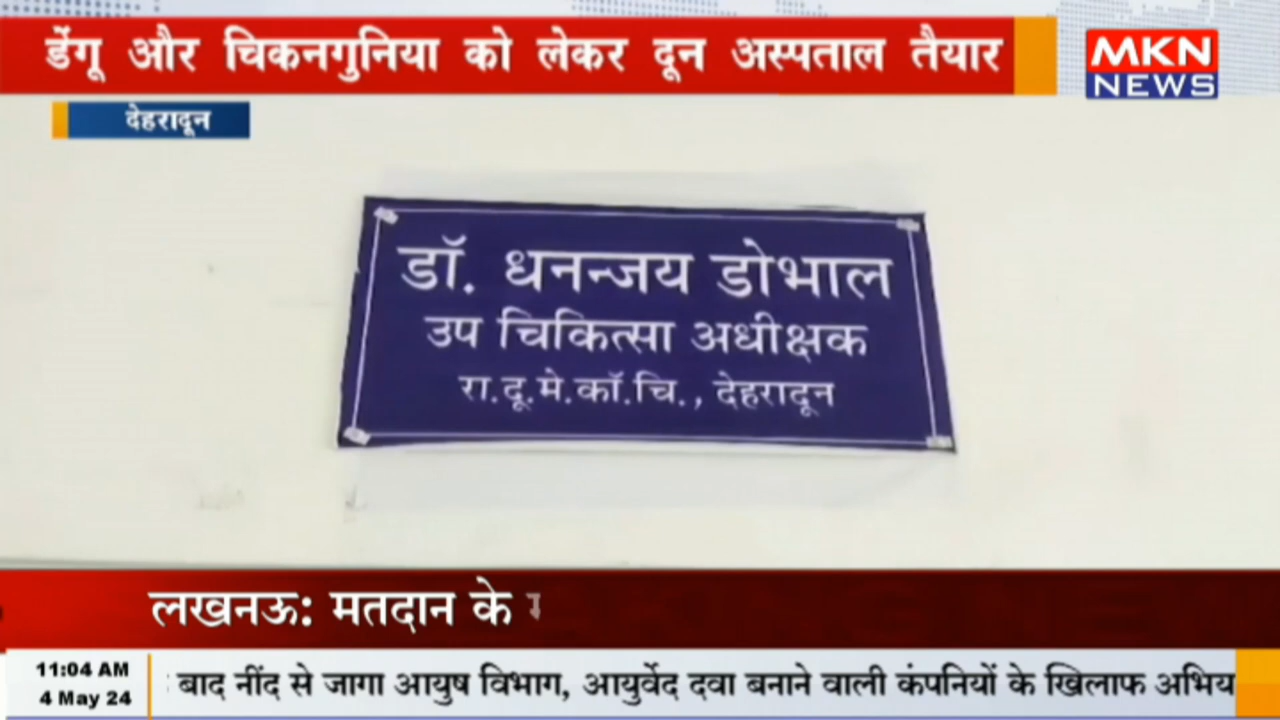 डेंगू और चिकनगुनिया को लेकर दून अस्पताल तैयार
MKN
NEWS
देहरादून
डॉ. धनन्जय डोभाल
उप चिकित्सा अधीक्षक
रा.दू.मे.कॉ.चि., देहरादून
लखनऊ: मतदान के
11:04 AM
4 May 24
बाद नींद से जागा आयुष विभाग, आयुर्वेद दवा बनाने वाली कंपनियों के खिलाफ अभिय